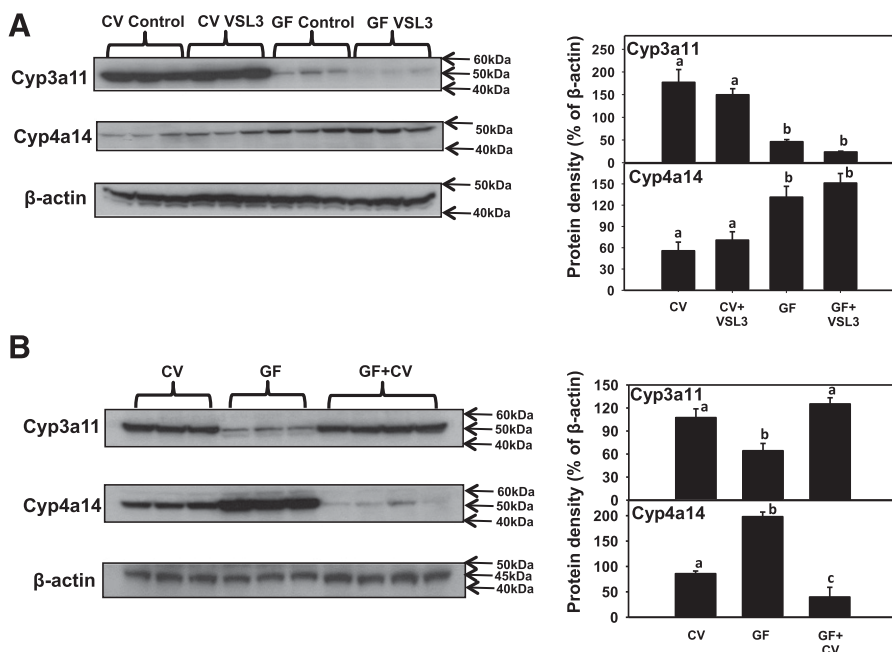 A
CV Control CV VSL3 GF Control GF VSL3
Cyp3a11
60kDa
50kDa
40kDa
Cyp4a14
50kDa
40kDa
β-actin
50kDa
40kDa
Protein density (% of β-actin)
Cyp3a11
250
200
150
100
50
0
a a b b
Cyp4a14
150
120
90
60
30
0
a a b b
CV CV+ GF GF+
VSL3 VSL3
B
CV GF GF+CV
Cyp3a11
60kDa
50kDa
40kDa
Cyp4a14
60kDa
50kDa
40kDa
β-actin
50kDa
45kDa
40kDa
Protein density (% of β-actin)
Cyp3a11
150
120
90
60
30
0
a b a
Cyp4a14
200
150
100
50
0
a b c
CV GF GF+
CV